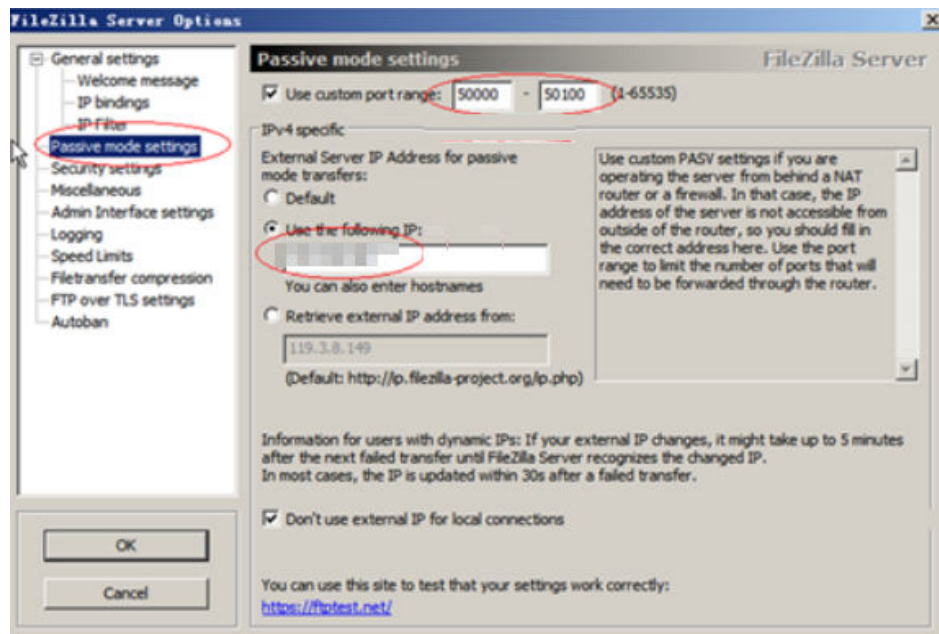 FileZilla Server Options
General settings
Welcome message
IP bindings
IP Filter
Passive mode settings
Security settings
Miscellaneous
Admin Interface settings
Logging
Speed Limits
Filetransfer compression
FTP over TLS settings
Autoban
OK
Cancel
Passive mode settings
FileZilla Server
Use custom port range: 50000 - 50100 (1-65535)
IPv4 specific
External Server IP Address for passive
mode transfers:
Default
Use the following IP:
You can also enter hostnames
Retrieve external IP address from:
119.3.8.149
(Default: http://ip.filezilla-project.org/ip.php)
Use custom PASV settings if you are
operating the server from behind a NAT
router or a firewall. In that case, the IP
address of the server is not accessible from
outside of the router, so you should fill in
the correct address here. Use the port
range to limit the number of ports that will
need to be forwarded through the router.
Information for users with dynamic IPs: If your external IP changes, it might take up to 5 minutes
after the next failed transfer until FileZilla Server recognizes the changed IP.
In most cases, the IP is updated within 30s after a failed transfer.
Don't use external IP for local connections
You can use this site to test that your settings work correctly:
https://ftptest.net/